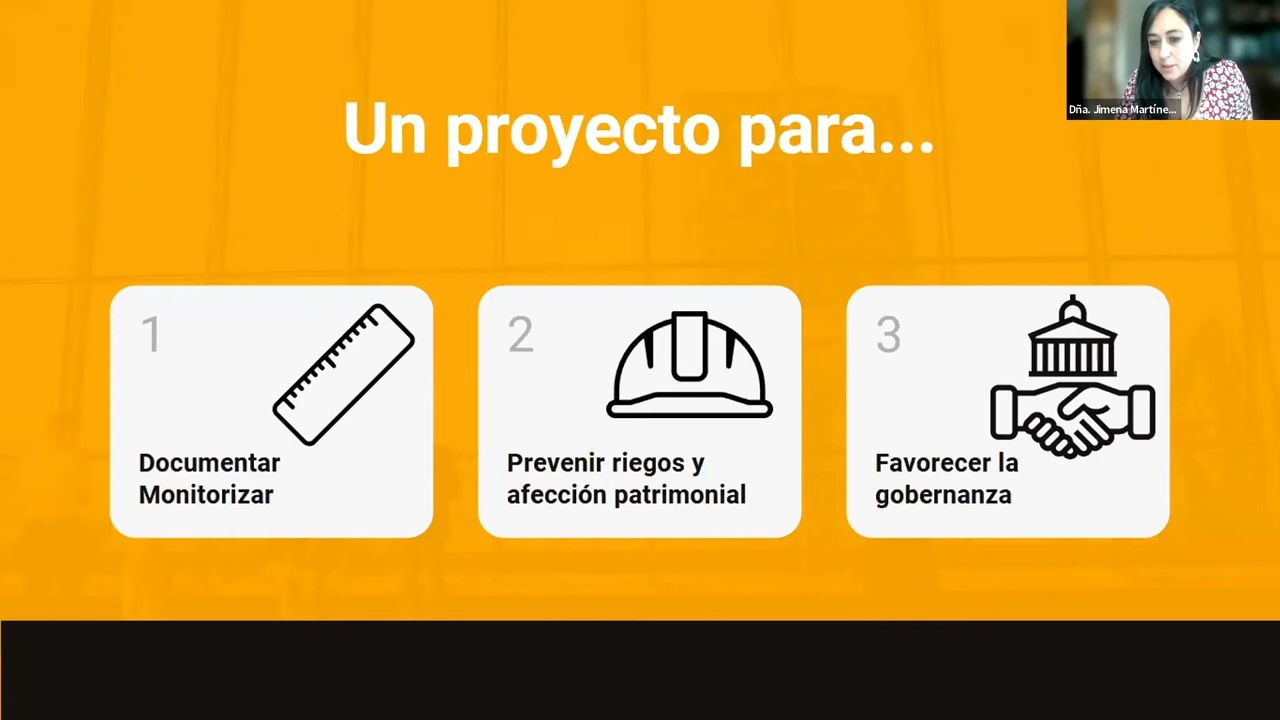 Dña. Jimena Martíne...
Un proyecto para...
1
Documentar
Monitorizar
2
Prevenir riegos y
afección patrimonial
3
Favorecer la
gobernanza